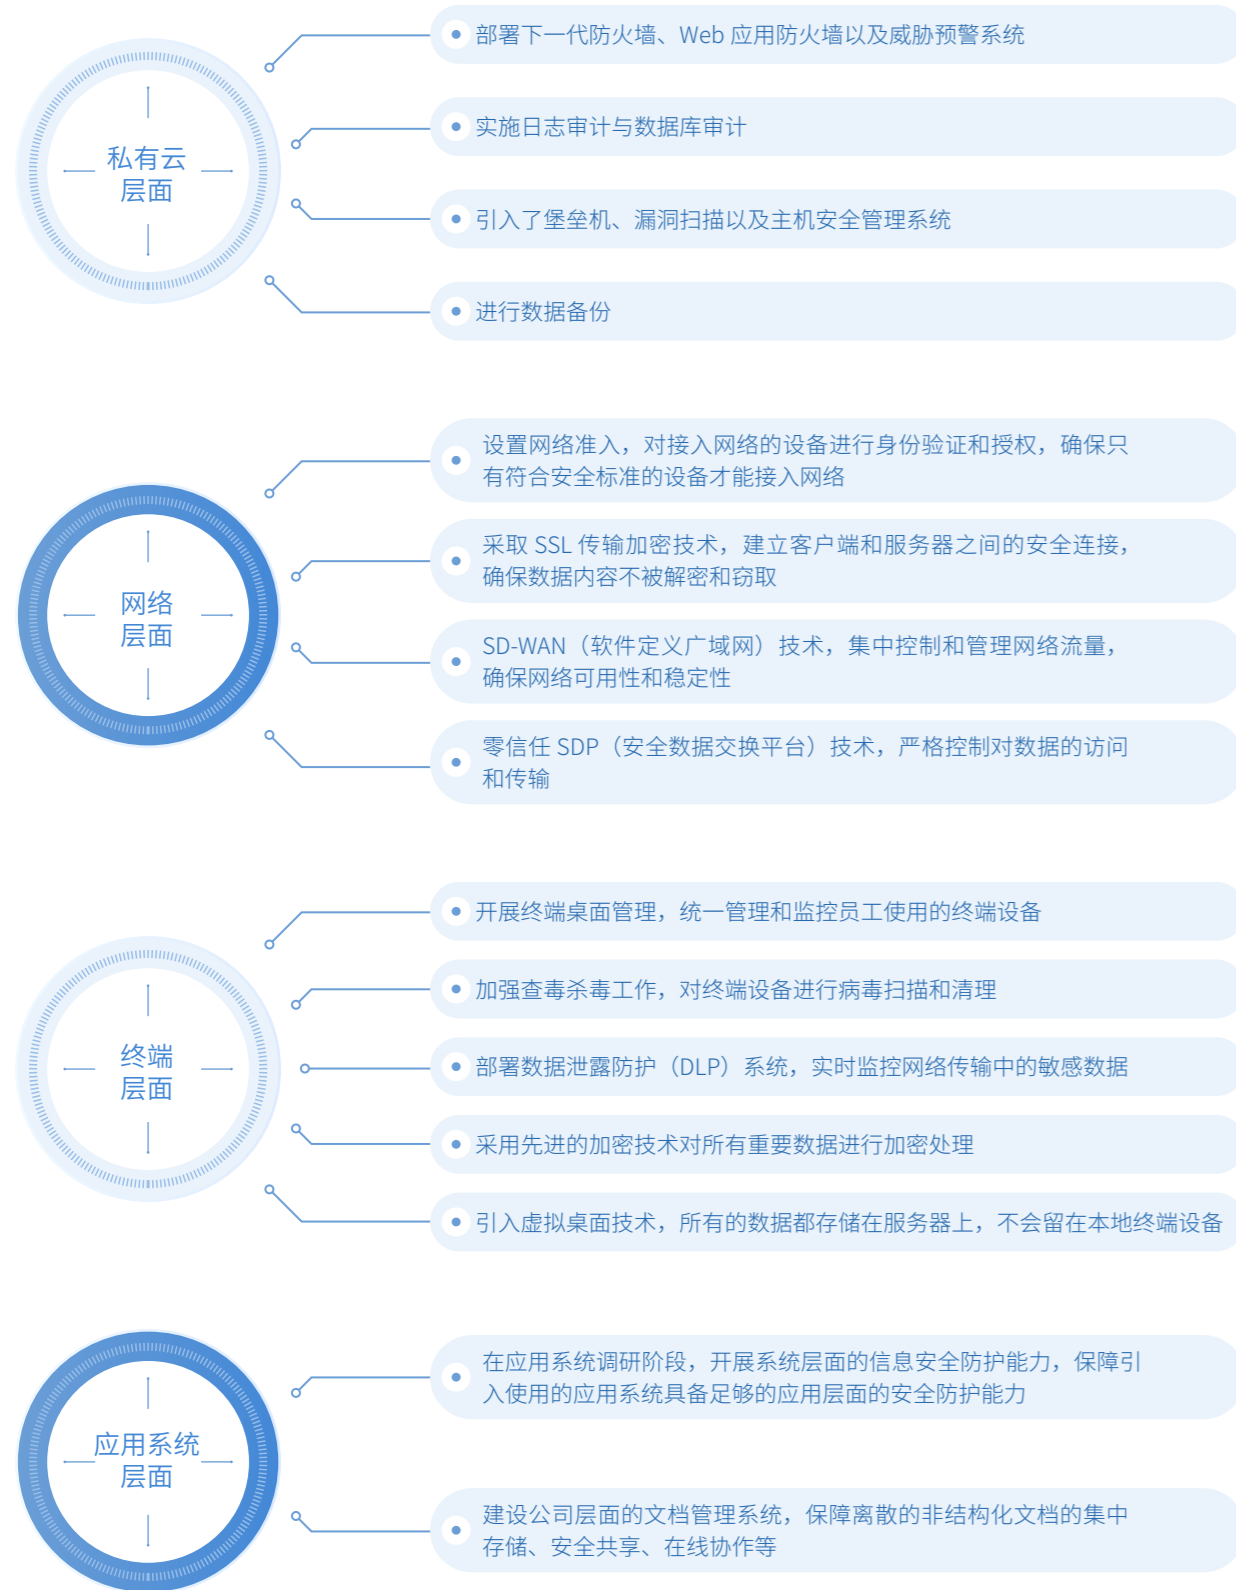 私有云
层面
部署下一代防火墙、Web 应用防火墙以及威胁预警系统
实施日志审计与数据库审计
引入了堡垒机、漏洞扫描以及主机安全管理系统
进行数据备份
网络
层面
设置网络准入，对接入网络的设备进行身份验证和授权，确保只
有符合安全标准的设备才能接入网络
采取 SSL 传输加密技术，建立客户端和服务器之间的安全连接，
确保数据内容不被解密和窃取
SD-WAN（软件定义广域网）技术，集中控制和管理网络流量，
确保网络可用性和稳定性
零信任 SDP（安全数据交换平台）技术，严格控制对数据的访问
和传输
终端
层面
开展终端桌面管理，统一管理和监控员工使用的终端设备
加强查毒杀毒工作，对终端设备进行病毒扫描和清理
部署数据泄露防护（DLP）系统，实时监控网络传输中的敏感数据
采用先进的加密技术对所有重要数据进行加密处理
引入虚拟桌面技术，所有的数据都存储在服务器上，不会留在本地终端设备
应用系统
层面
在应用系统调研阶段，开展系统层面的信息安全防护能力，保障引
入使用的应用系统具备足够的应用层面的安全防护能力
建设公司层面的文档管理系统，保障离散的非结构化文档的集中
存储、安全共享、在线协作等